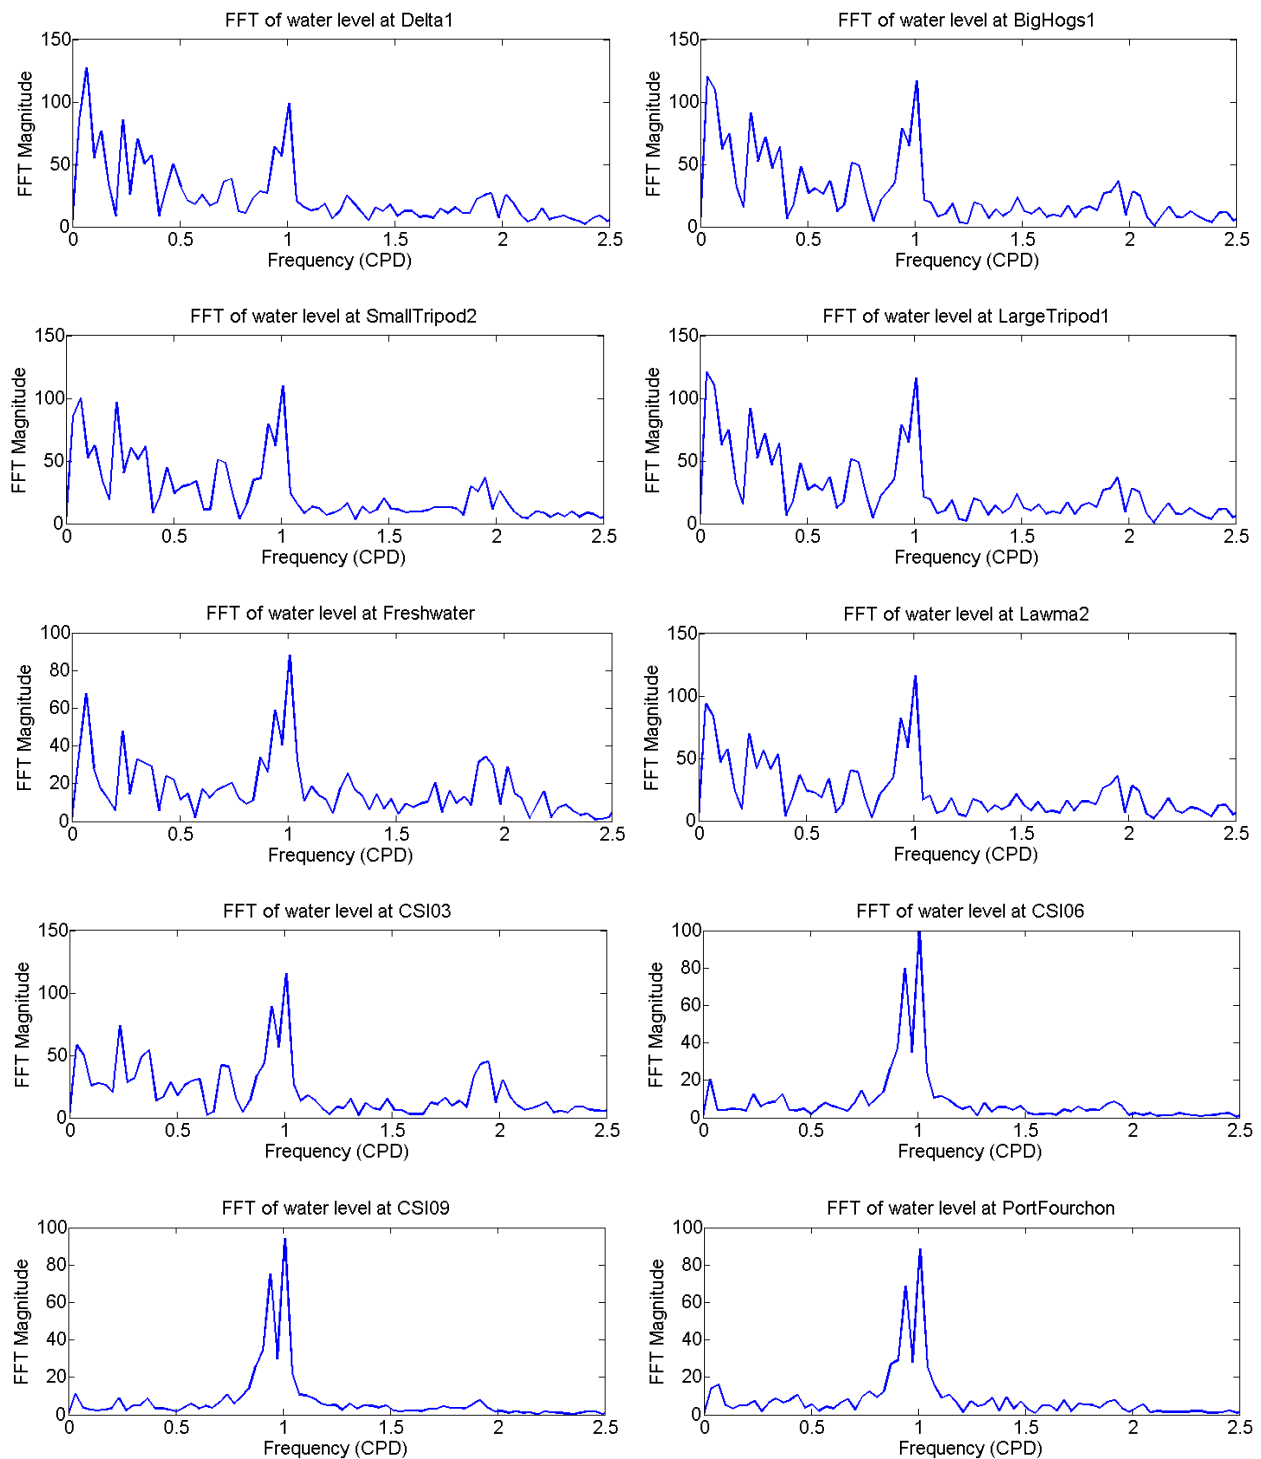 FFT of water level at Delta1
150
100
50
0
0 0.5 1 1.5 2 2.5
FFT Magnitude
Frequency (CPD)
FFT of water level at BigHogs1
150
100
50
0
0 0.5 1 1.5 2 2.5
FFT Magnitude
Frequency (CPD)
FFT of water level at SmallTripod2
150
100
50
0
0 0.5 1 1.5 2 2.5
FFT Magnitude
Frequency (CPD)
FFT of water level at LargeTripod1
150
100
50
0
0 0.5 1 1.5 2 2.5
FFT Magnitude
Frequency (CPD)
FFT of water level at Freshwater
100
80
60
40
20
0
0 0.5 1 1.5 2 2.5
FFT Magnitude
Frequency (CPD)
FFT of water level at Lawma2
150
100
50
0
0 0.5 1 1.5 2 2.5
FFT Magnitude
Frequency (CPD)
FFT of water level at CSI03
150
100
50
0
0 0.5 1 1.5 2 2.5
FFT Magnitude
Frequency (CPD)
FFT of water level at CSI06
100
80
60
40
20
0
0 0.5 1 1.5 2 2.5
FFT Magnitude
Frequency (CPD)
FFT of water level at CSI09
100
80
60
40
20
0
0 0.5 1 1.5 2 2.5
FFT Magnitude
Frequency (CPD)
FFT of water level at PortFourchon
100
80
60
40
20
0
0 0.5 1 1.5 2 2.5
FFT Magnitude
Frequency (CPD)